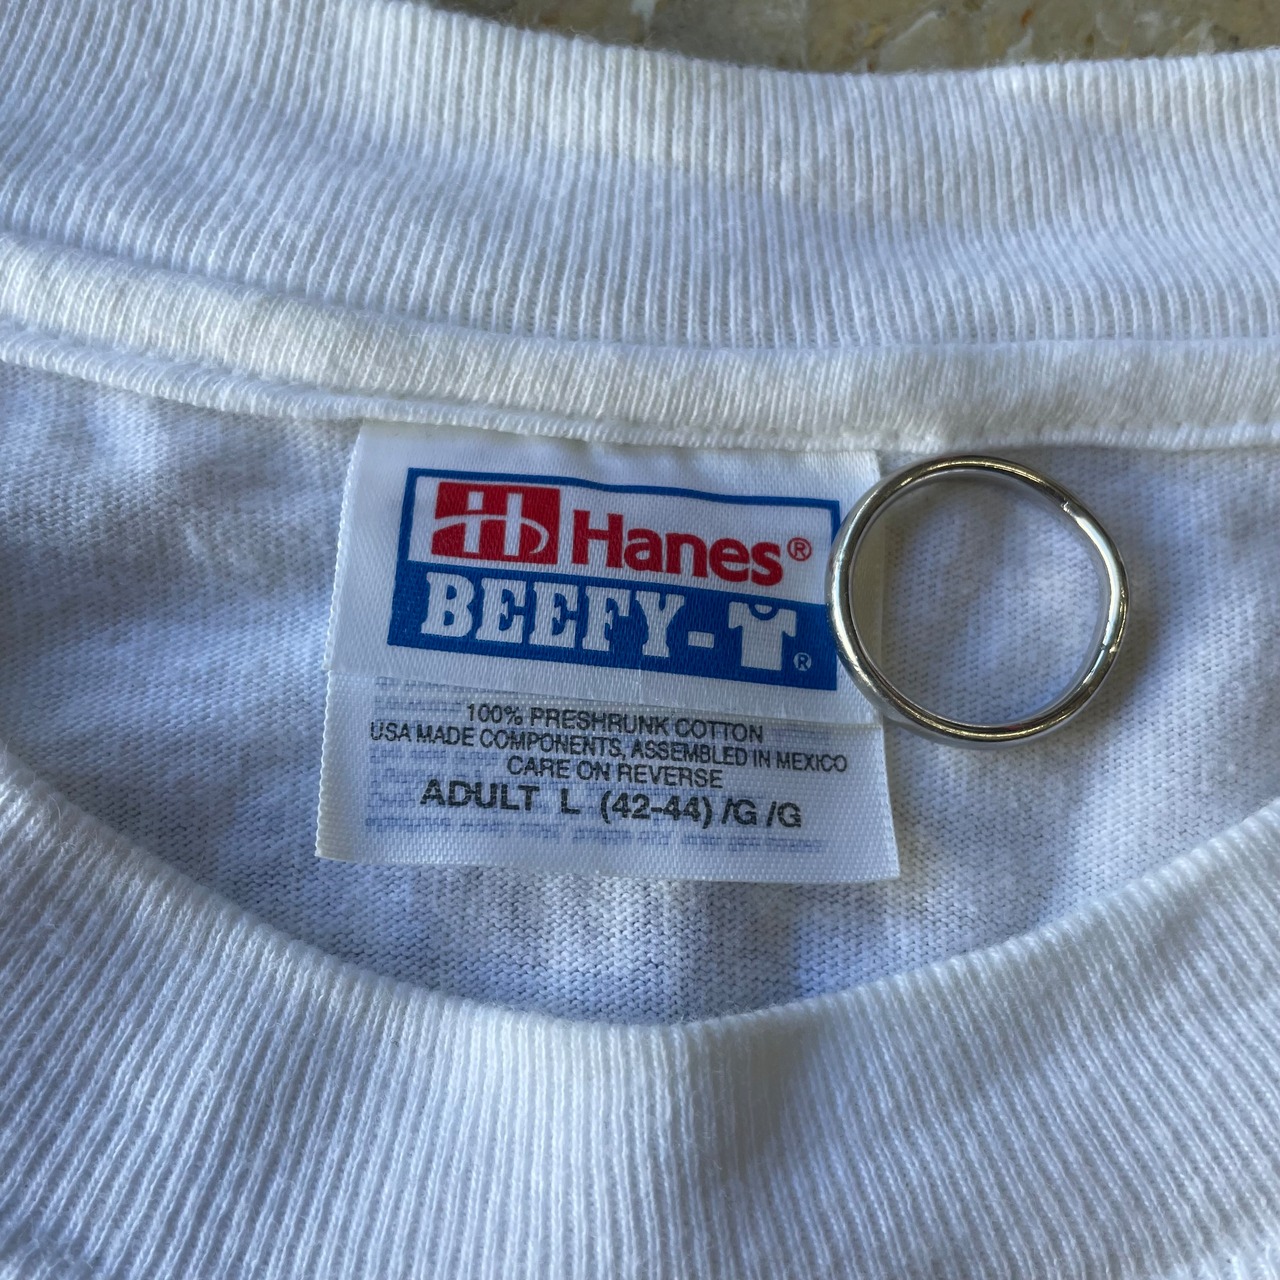 Hanes®
BEEFY-T®
100% PRESHRUNK COTTON
USA MADE COMPONENTS, ASSEMBLED IN MEXICO
CARE ON REVERSE
ADULT L (42-44) /G /G